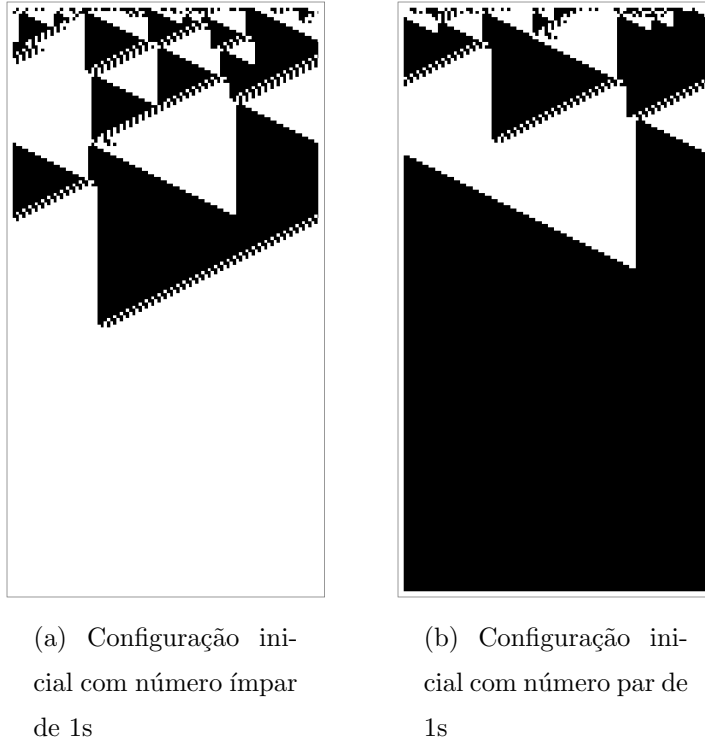 (a) Configuração ini-
cial com número ímpar
de 1s
(b) Configuração ini-
cial com número par de
1s